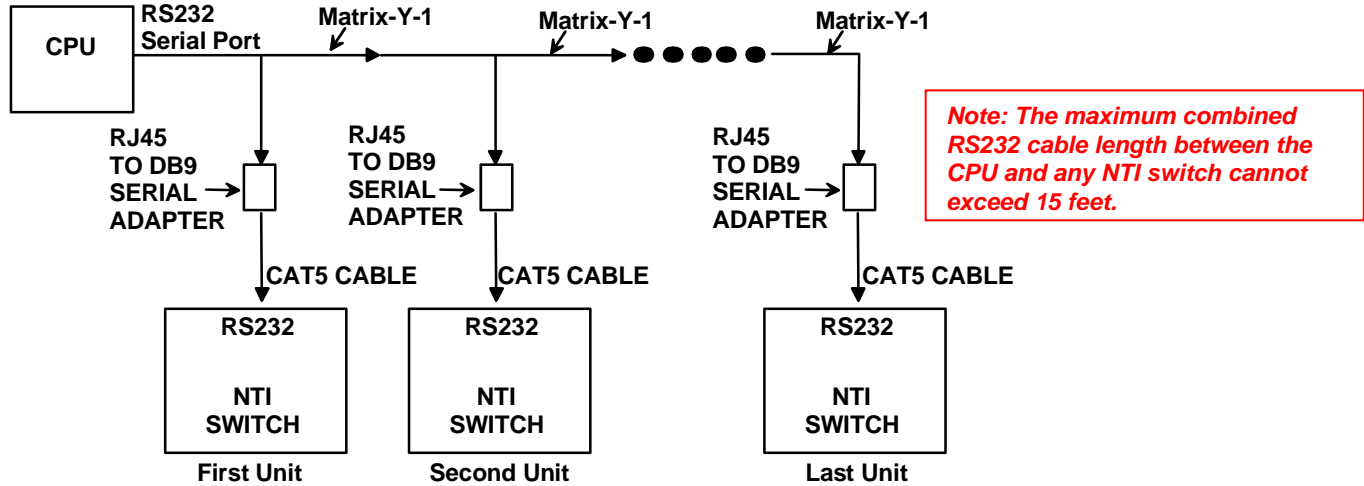 RS232
Serial Port
CPU
Matrix-Y-1
Matrix-Y-1
Matrix-Y-1
RJ45
TO DB9
SERIAL
ADAPTER
RJ45
TO DB9
SERIAL
ADAPTER
RJ45
TO DB9
SERIAL
ADAPTER
Note: The maximum combined
RS232 cable length between the
CPU and any NTI switch cannot
exceed 15 feet.
CAT5 CABLE
CAT5 CABLE
CAT5 CABLE
RS232
NTI
SWITCH
First Unit
RS232
NTI
SWITCH
Second Unit
RS232
NTI
SWITCH
Last Unit